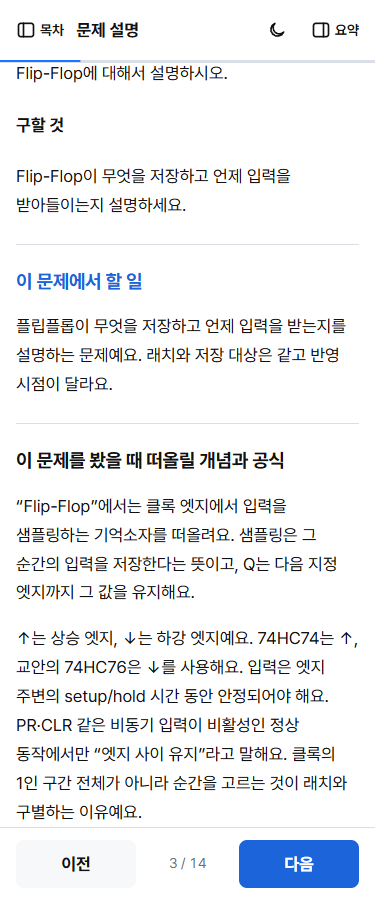 목차 문제 설명 요약
Flip-Flop에 대해서 설명하시오.
구할 것
Flip-Flop이 무엇을 저장하고 언제 입력을
받아들이는지 설명하세요.
이 문제에서 할 일
플립플롭이 무엇을 저장하고 언제 입력을 받는지를
설명하는 문제예요. 래치와 저장 대상은 같고 반영
시점이 달라요.
이 문제를 봤을 때 떠올릴 개념과 공식
“Flip-Flop”에서는 클록 엣지에서 입력을
샘플링하는 기억소자를 떠올려요. 샘플링은 그
순간의 입력을 저장한다는 뜻이고, Q는 다음 지정
엣지까지 그 값을 유지해요.
↑는 상승 엣지, ↓는 하강 엣지예요. 74HC74는 ↑,
교안의 74HC76은 ↓를 사용해요. 입력은 엣지
주변의 setup/hold 시간 동안 안정되어야 해요.
PR·CLR 같은 비동기 입력이 비활성인 정상
동작에서만 “엣지 사이 유지”라고 말해요. 클록의
1인 구간 전체가 아니라 순간을 고르는 것이 래치와
구별하는 이유예요.
이전 3 / 14 다음